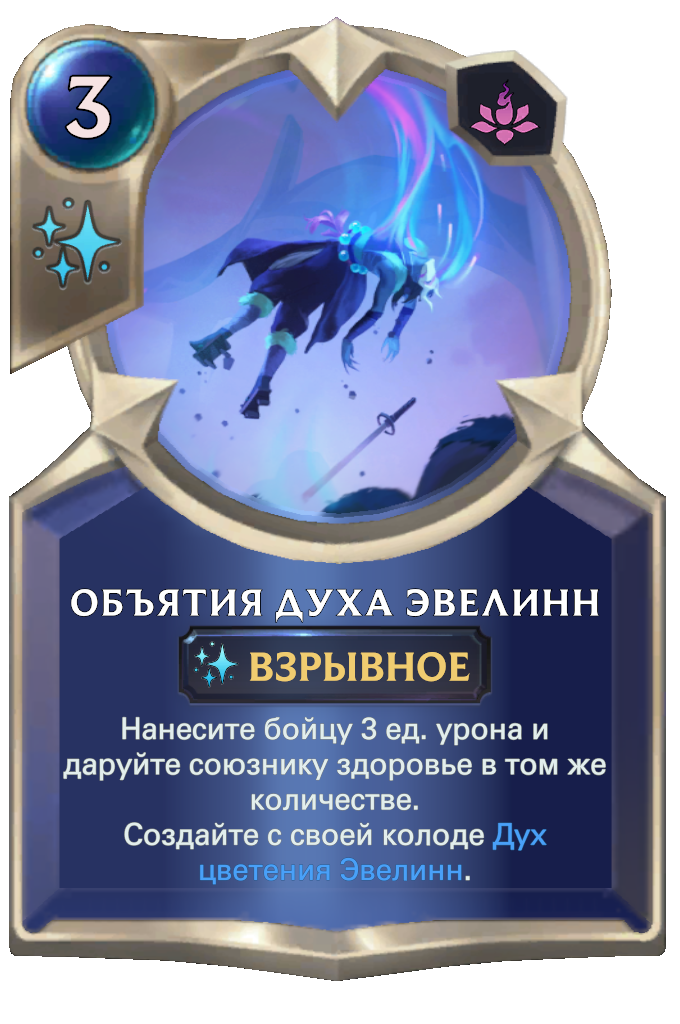 3
ОБЪЯТИЯ ДУХА ЭВЕЛИНН
ВЗРЫВНОЕ
Нанесите бойцу 3 ед. урона и
даруйте союзнику здоровье в том же
количестве.
Создайте с своей колоде Дух
цветения Эвелинн.